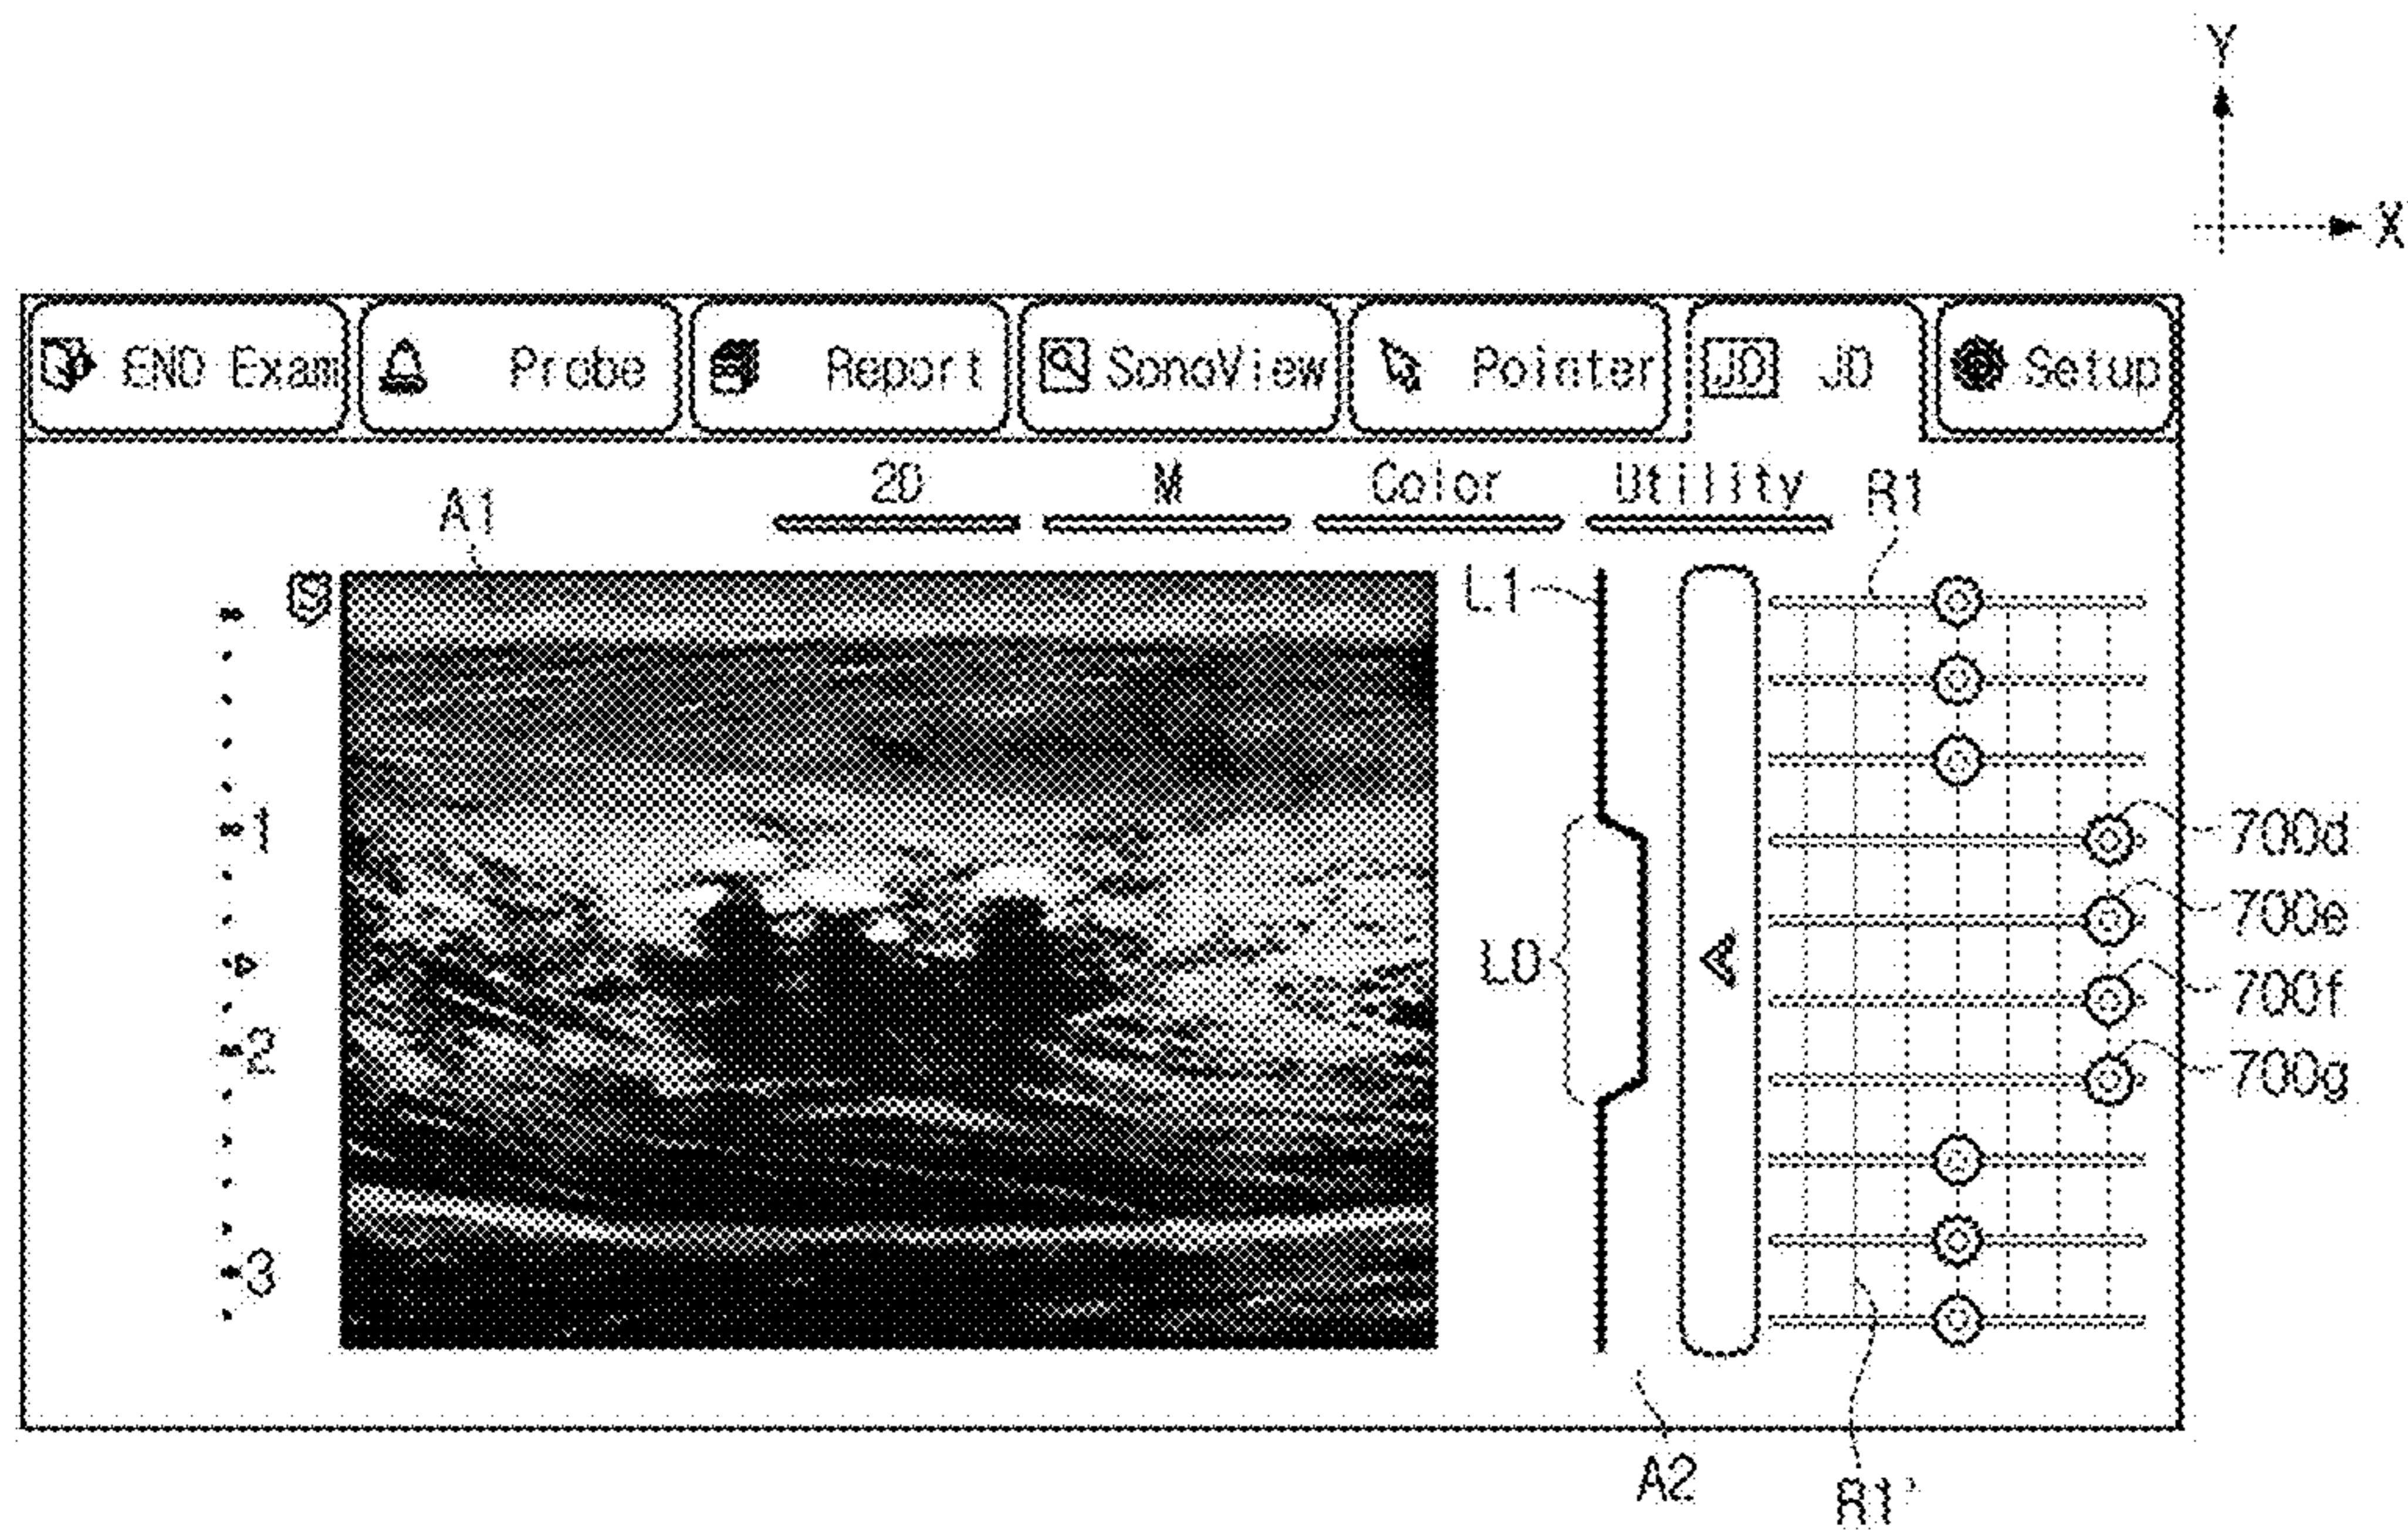 Y
X
END Exam Probe Report SonoView Pointer JD JD Setup
2D M Color Utility
A1
R1
L1
1
700d
700e
LD
A
700f
2
700g
3
A2
R1'